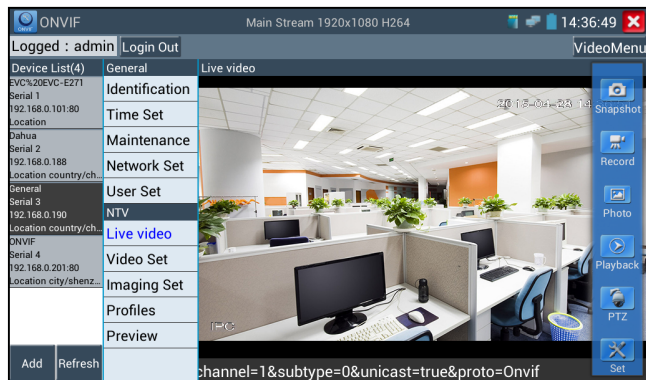 ONVIF
Main Stream 1920x1080 H264
14:36:49
Logged : admin
Login Out
VideoMenu
Device List(4)
EVC%20EVC-E271
Serial 1
192.168.0.101:80
Location
Dahua
Serial 2
192.168.0.188
Location country/ch...
General
Serial 3
192.168.0.190
Location country/ch...
ONVIF
Serial 4
192.168.0.201:80
Location city/shenz...
Add
Refresh
General
Identification
Time Set
Maintenance
Network Set
User Set
NTV
Live video
Video Set
Imaging Set
Profiles
Preview
Live video
2015-04-28 14
IPC
channel=1&subtype=0&unicast=true&proto=Onvif
Snapshot
Record
Photo
Playback
PTZ
Set